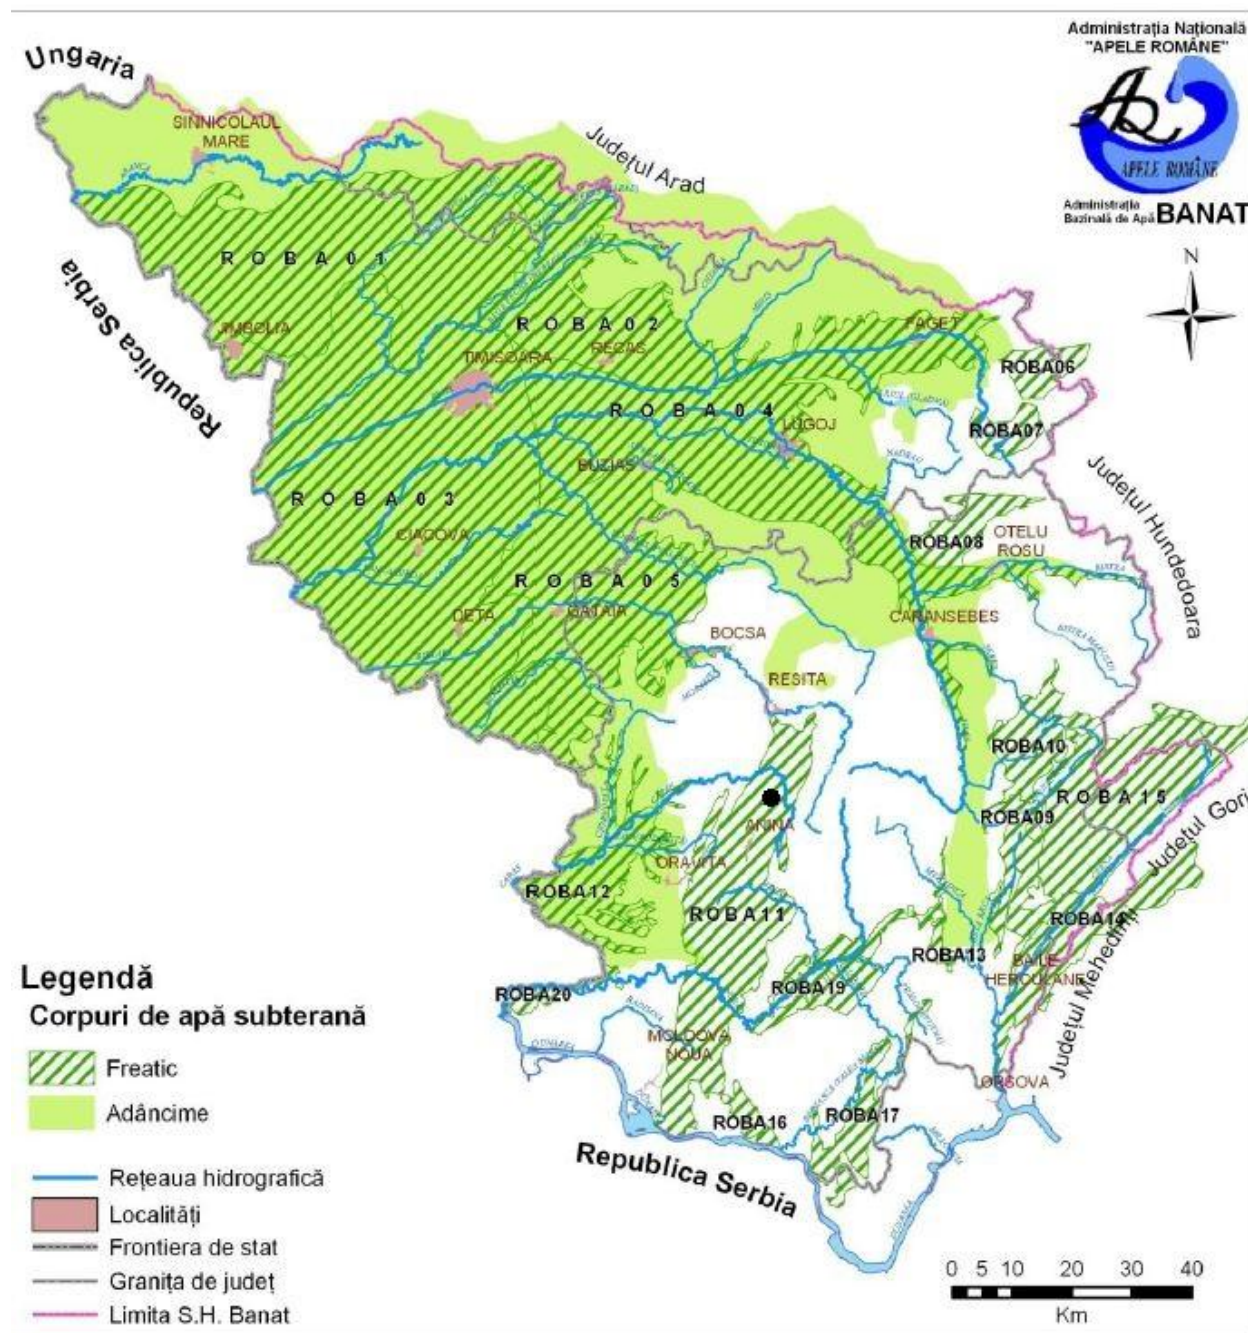 Administrația Națională
"APELE ROMÂNE"
Ungaria
SINNICOLAUL
MARE
Județul Arad
APELE ROMÂNE
Administrația
Bazinală de Apă BANAT
N
ROBA01
Republica Serbia
JIMBOLIA
ROBA02
FAGET
RECAS
TIMISOARA
ROBA06
ROBA04
LUGOJ
ROBA07
BUZIAS
Județul Hundedoara
ROBA03
CIACOVA
OTELU
ROSU
ROBA08
ROBA05
GATAIA
DETA
CARANSEBES
BOCSA
RESITA
ROBA10
ROBA15
ROBA09
Județul Gorj
ANINA
ORAVITA
ROBA12
ROBA11
ROBA14
Județul Mehedinți
ROBA13
BAILE
HERCULANE
ROBA19
ROBA20
MOLDOVA
NOUA
ORSOVA
ROBA16
ROBA17
Republica Serbia
Legendă
Corpuri de apă subterană
Freatic
Adâncime
Rețeaua hidrografică
Localități
Frontiera de stat
Granița de județ
Limita S.H. Banat
0 5 10 20 30 40
Km